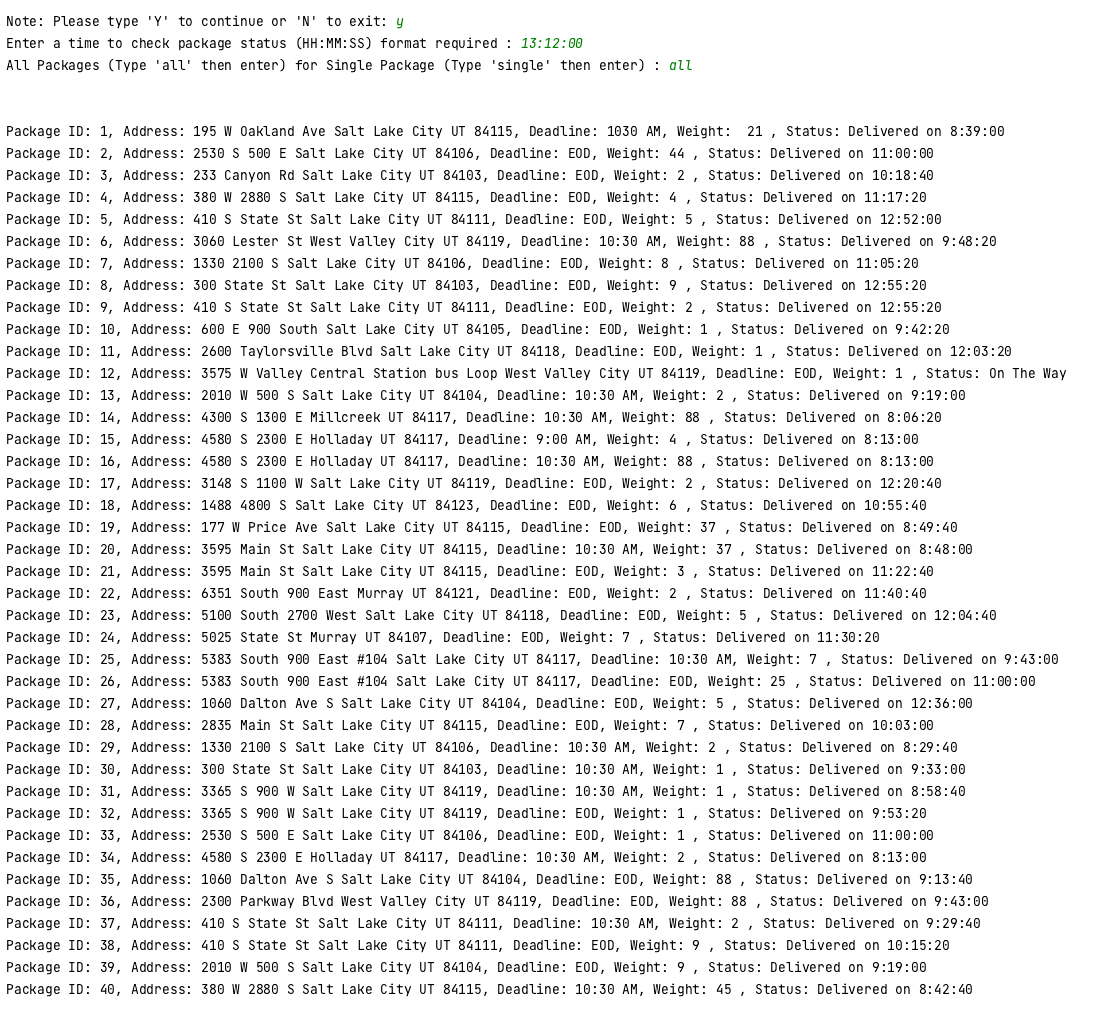 Note: Please type 'Y' to continue or 'N' to exit: y
Enter a time to check package status (HH:MM:SS) format required : 13:12:00
All Packages (Type 'all' then enter) for Single Package (Type 'single' then enter) : all
Package ID: 1, Address: 195 W Oakland Ave Salt Lake City UT 84115, Deadline: 1030 AM, Weight:  21 , Status: Delivered on 8:39:00
Package ID: 2, Address: 2530 S 500 E Salt Lake City UT 84106, Deadline: EOD, Weight: 44 , Status: Delivered on 11:00:00
Package ID: 3, Address: 233 Canyon Rd Salt Lake City UT 84103, Deadline: EOD, Weight: 2 , Status: Delivered on 10:18:40
Package ID: 4, Address: 380 W 2880 S Salt Lake City UT 84115, Deadline: EOD, Weight: 4 , Status: Delivered on 11:17:20
Package ID: 5, Address: 410 S State St Salt Lake City UT 84111, Deadline: EOD, Weight: 5 , Status: Delivered on 12:52:00
Package ID: 6, Address: 3060 Lester St West Valley City UT 84119, Deadline: 10:30 AM, Weight: 88 , Status: Delivered on 9:48:20
Package ID: 7, Address: 1330 2100 S Salt Lake City UT 84106, Deadline: EOD, Weight: 8 , Status: Delivered on 11:05:20
Package ID: 8, Address: 300 State St Salt Lake City UT 84103, Deadline: EOD, Weight: 9 , Status: Delivered on 12:55:20
Package ID: 9, Address: 410 S State St Salt Lake City UT 84111, Deadline: EOD, Weight: 2 , Status: Delivered on 12:55:20
Package ID: 10, Address: 600 E 900 South Salt Lake City UT 84105, Deadline: EOD, Weight: 1 , Status: Delivered on 9:42:20
Package ID: 11, Address: 2600 Taylorsville Blvd Salt Lake City UT 84118, Deadline: EOD, Weight: 1 , Status: Delivered on 12:03:20
Package ID: 12, Address: 3575 W Valley Central Station bus Loop West Valley City UT 84119, Deadline: EOD, Weight: 1 , Status: On The Way
Package ID: 13, Address: 2010 W 500 S Salt Lake City UT 84104, Deadline: 10:30 AM, Weight: 2 , Status: Delivered on 9:19:00
Package ID: 14, Address: 4300 S 1300 E Millcreek UT 84117, Deadline: 10:30 AM, Weight: 88 , Status: Delivered on 8:06:20
Package ID: 15, Address: 4580 S 2300 E Holladay UT 84117, Deadline: 9:00 AM, Weight: 4 , Status: Delivered on 8:13:00
Package ID: 16, Address: 4580 S 2300 E Holladay UT 84117, Deadline: 10:30 AM, Weight: 88 , Status: Delivered on 8:13:00
Package ID: 17, Address: 3148 S 1100 W Salt Lake City UT 84119, Deadline: EOD, Weight: 2 , Status: Delivered on 12:20:40
Package ID: 18, Address: 1488 4800 S Salt Lake City UT 84123, Deadline: EOD, Weight: 6 , Status: Delivered on 10:55:40
Package ID: 19, Address: 177 W Price Ave Salt Lake City UT 84115, Deadline: EOD, Weight: 37 , Status: Delivered on 8:49:40
Package ID: 20, Address: 3595 Main St Salt Lake City UT 84115, Deadline: 10:30 AM, Weight: 37 , Status: Delivered on 8:48:00
Package ID: 21, Address: 3595 Main St Salt Lake City UT 84115, Deadline: EOD, Weight: 3 , Status: Delivered on 11:22:40
Package ID: 22, Address: 6351 South 900 East Murray UT 84121, Deadline: EOD, Weight: 2 , Status: Delivered on 11:40:40
Package ID: 23, Address: 5100 South 2700 West Salt Lake City UT 84118, Deadline: EOD, Weight: 5 , Status: Delivered on 12:04:40
Package ID: 24, Address: 5025 State St Murray UT 84107, Deadline: EOD, Weight: 7 , Status: Delivered on 11:30:20
Package ID: 25, Address: 5383 South 900 East #104 Salt Lake City UT 84117, Deadline: 10:30 AM, Weight: 7 , Status: Delivered on 9:43:00
Package ID: 26, Address: 5383 South 900 East #104 Salt Lake City UT 84117, Deadline: EOD, Weight: 25 , Status: Delivered on 11:00:00
Package ID: 27, Address: 1060 Dalton Ave S Salt Lake City UT 84104, Deadline: EOD, Weight: 5 , Status: Delivered on 12:36:00
Package ID: 28, Address: 2835 Main St Salt Lake City UT 84115, Deadline: EOD, Weight: 7 , Status: Delivered on 10:03:00
Package ID: 29, Address: 1330 2100 S Salt Lake City UT 84106, Deadline: 10:30 AM, Weight: 2 , Status: Delivered on 8:29:40
Package ID: 30, Address: 300 State St Salt Lake City UT 84103, Deadline: 10:30 AM, Weight: 1 , Status: Delivered on 9:33:00
Package ID: 31, Address: 3365 S 900 W Salt Lake City UT 84119, Deadline: 10:30 AM, Weight: 1 , Status: Delivered on 8:58:40
Package ID: 32, Address: 3365 S 900 W Salt Lake City UT 84119, Deadline: EOD, Weight: 1 , Status: Delivered on 9:53:20
Package ID: 33, Address: 2530 S 500 E Salt Lake City UT 84106, Deadline: EOD, Weight: 1 , Status: Delivered on 11:00:00
Package ID: 34, Address: 4580 S 2300 E Holladay UT 84117, Deadline: 10:30 AM, Weight: 2 , Status: Delivered on 8:13:00
Package ID: 35, Address: 1060 Dalton Ave S Salt Lake City UT 84104, Deadline: EOD, Weight: 88 , Status: Delivered on 9:13:40
Package ID: 36, Address: 2300 Parkway Blvd West Valley City UT 84119, Deadline: EOD, Weight: 88 , Status: Delivered on 9:43:00
Package ID: 37, Address: 410 S State St Salt Lake City UT 84111, Deadline: 10:30 AM, Weight: 2 , Status: Delivered on 9:29:40
Package ID: 38, Address: 410 S State St Salt Lake City UT 84111, Deadline: EOD, Weight: 9 , Status: Delivered on 10:15:20
Package ID: 39, Address: 2010 W 500 S Salt Lake City UT 84104, Deadline: EOD, Weight: 9 , Status: Delivered on 9:19:00
Package ID: 40, Address: 380 W 2880 S Salt Lake City UT 84115, Deadline: 10:30 AM, Weight: 45 , Status: Delivered on 8:42:40